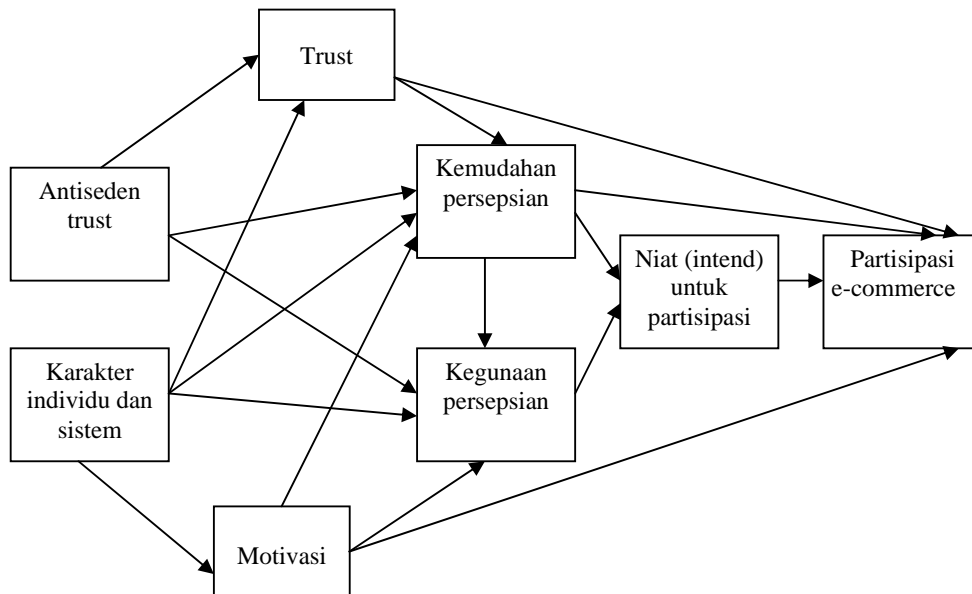 Trust
Antiseden
trust
Kemudahan
persepsian
Niat (intend)
untuk
partisipasi
Partisipasi
e-commerce
Karakter
individu dan
sistem
Kegunaan
persepsian
Motivasi